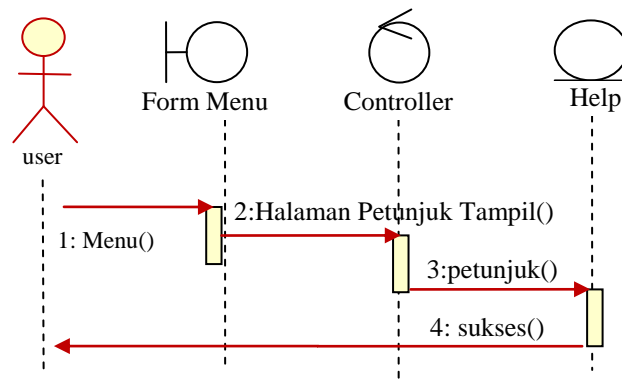 Form Menu
Controller
Help
user
2:Halaman Petunjuk Tampil()
1: Menu()
3:petunjuk()
4: sukses()